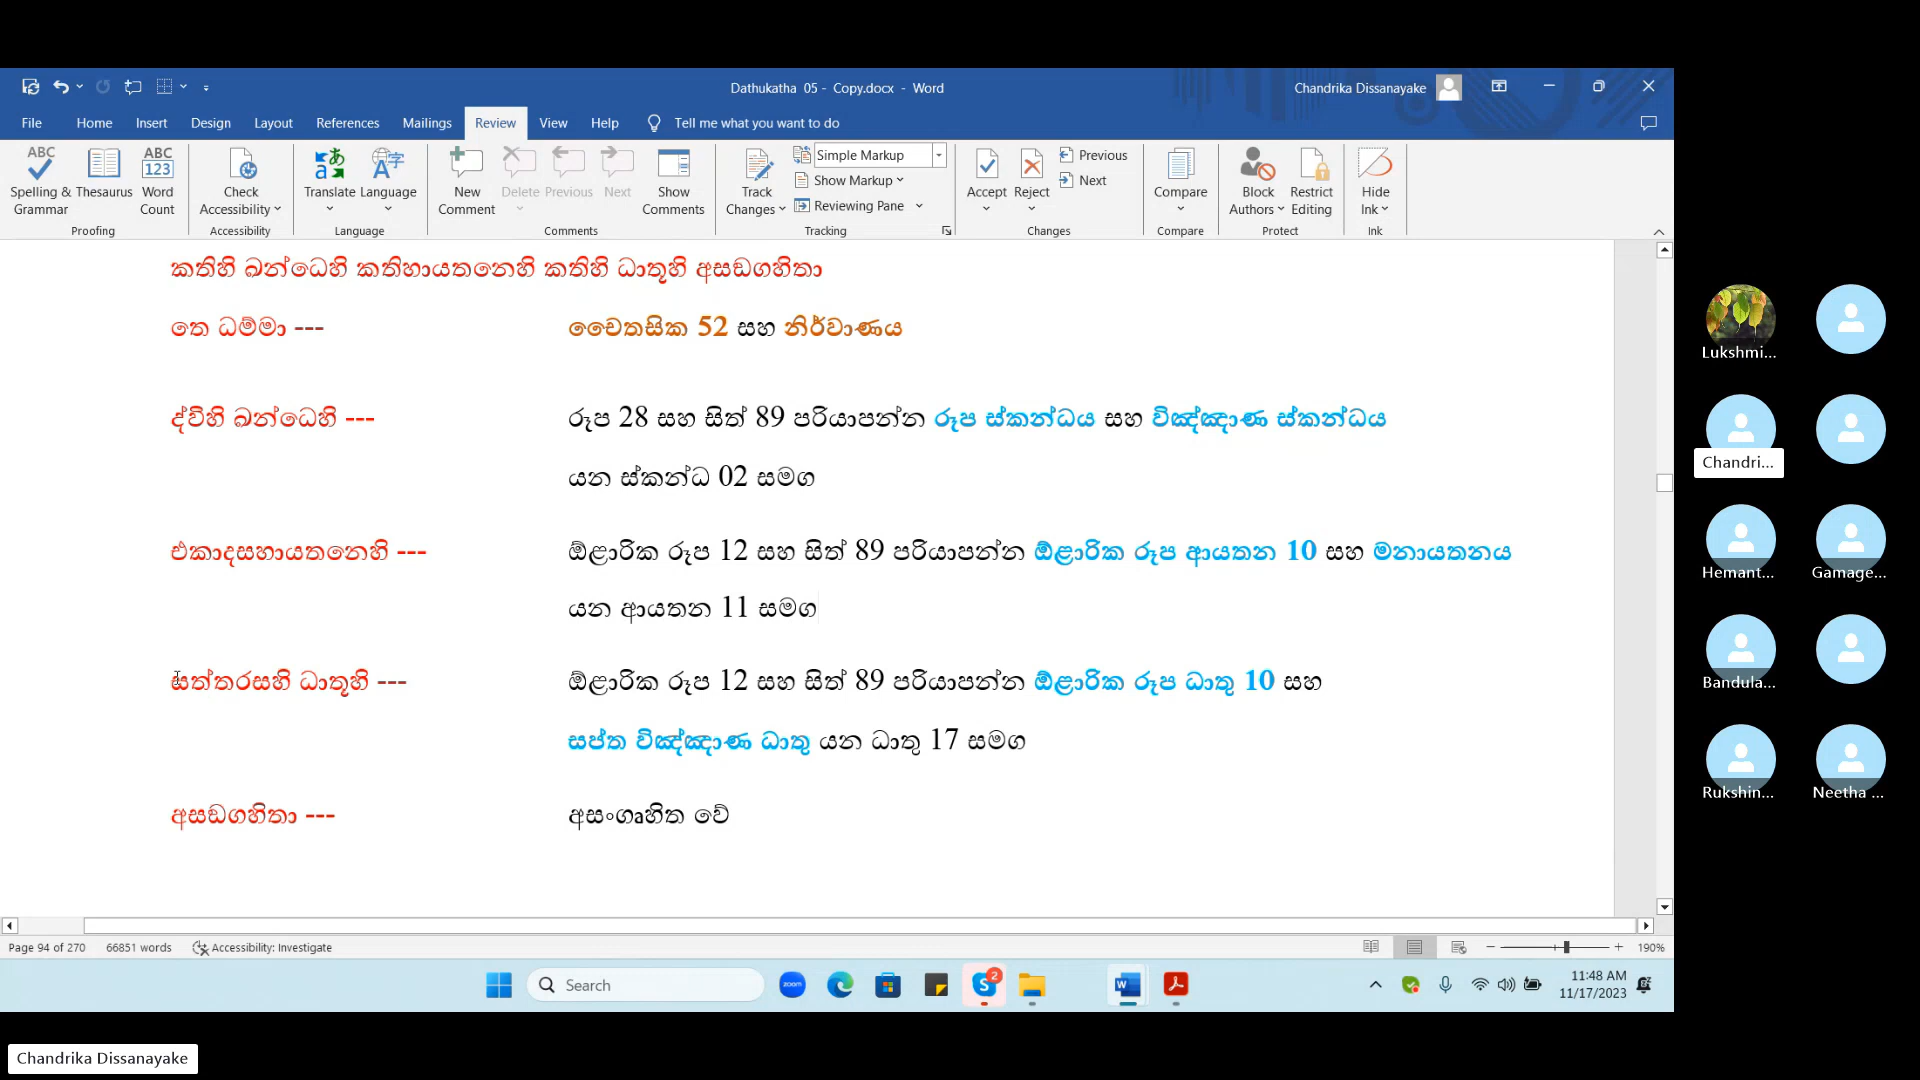 Dathukatha 05 - Copy.docx - Word
Chandrika Dissanayake
File Home Insert Design Layout References Mailings Review View Help Tell me what you want to do
ABC Spelling & Grammar Thesaurus ABC 123 Word Count Check Accessibility Translate Language New Comment Delete Previous Next Show Comments Track Changes Simple Markup Show Markup Reviewing Pane Accept Reject Previous Next Compare Block Authors Restrict Editing Hide Ink
Proofing Accessibility Language Comments Tracking Changes Compare Protect Ink
කතිහි ඛන්ධෙහි කතිහායතනෙහි කතිහි ධාතූහි අසඞගහිතා
තෙ ධම්මා --- චෛතසික 52 සහ නිර්වාණය
ද්විහි ඛන්ධෙහි --- රූප 28 සහ සිත් 89 පරියාපන්න රූප ස්කන්ධය සහ විඤ්ඤාණ ස්කන්ධය
යන ස්කන්ධ 02 සමග
එකාදසහායතනෙහි --- ඕළාරික රූප 12 සහ සිත් 89 පරියාපන්න ඕළාරික රූප ආයතන 10 සහ මනායතනය
යන ආයතන 11 සමග
සත්තරසහි ධාතූහි --- ඕළාරික රූප 12 සහ සිත් 89 පරියාපන්න ඕළාරික රූප ධාතු 10 සහ
සප්ත විඤ්ඤාණ ධාතු යන ධාතු 17 සමග
අසඞගහිතා --- අසංගෘහිත වේ
Page 94 of 270 66851 words Accessibility: Investigate 190%
Search zoom 2 11:48 AM
11/17/2023
Lukshmi...
Chandri...
Hemant... Gamage...
Bandula...
Rukshin... Neetha ...
Chandrika Dissanayake